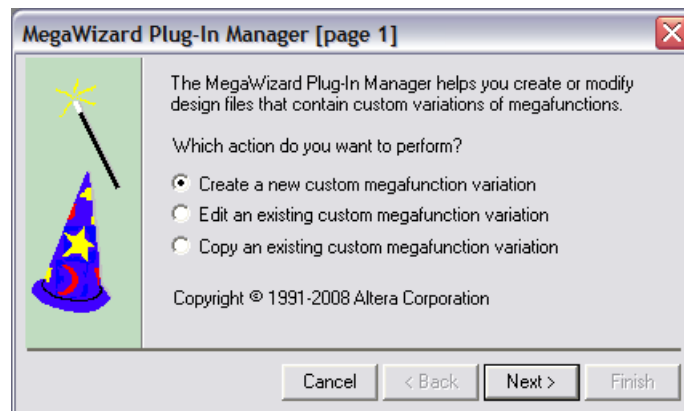 MegaWizard Plug-In Manager [page 1]
The MegaWizard Plug-In Manager helps you create or modify
design files that contain custom variations of megafunctions.
Which action do you want to perform?
Create a new custom megafunction variation
Edit an existing custom megafunction variation
Copy an existing custom megafunction variation
Copyright © 1991-2008 Altera Corporation
Cancel < Back Next > Finish